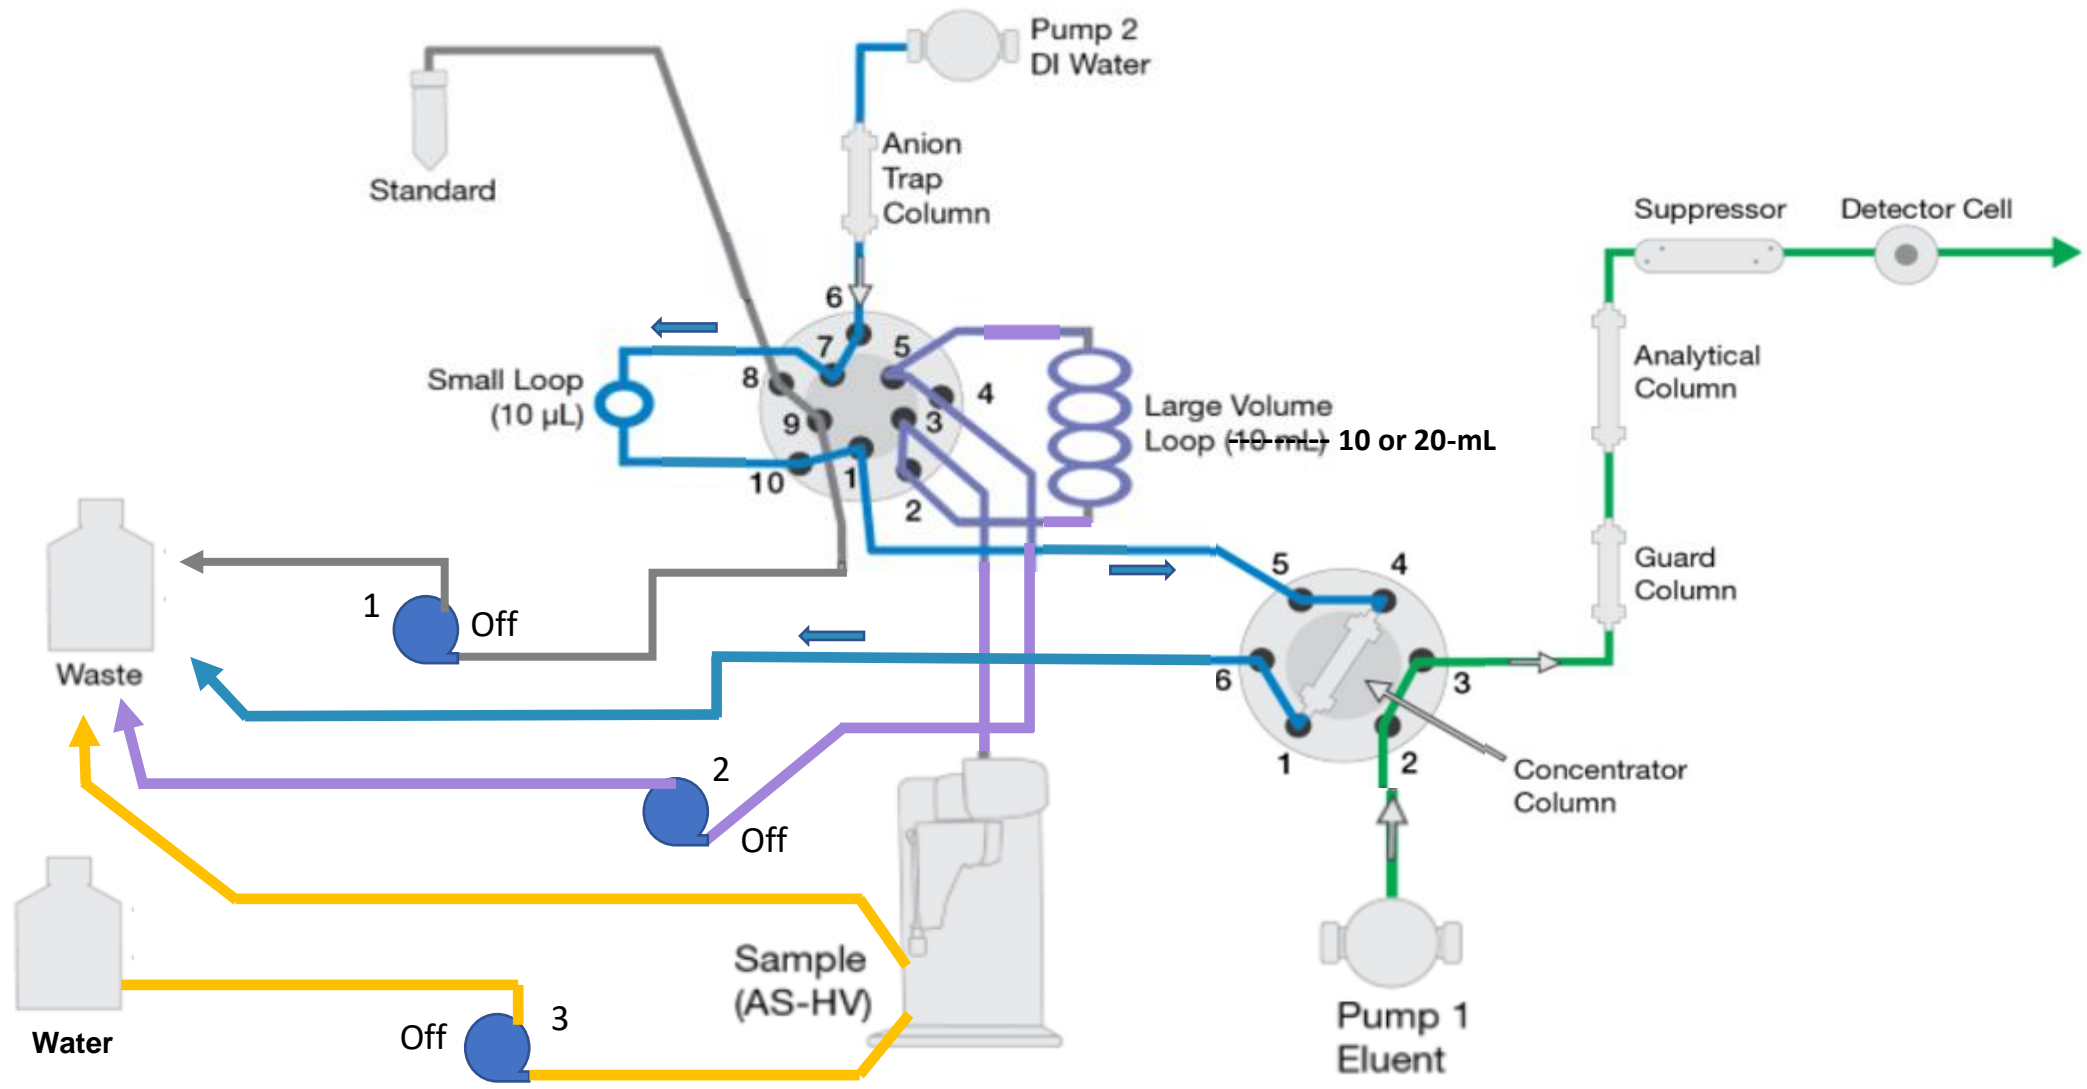 Pump 2
DI Water
Anion
Trap
Column
Standard
Suppressor
Detector Cell
6
7
5
8
4
Small Loop
(10 µL)
9
3
10
1
2
Large Volume
Loop (10 mL) 10 or 20-mL
Analytical
Column
Guard
Column
5
4
6
3
1
2
Concentrator
Column
Waste
1
Off
2
Off
Water
Off
3
Sample
(AS-HV)
Pump 1
Eluent